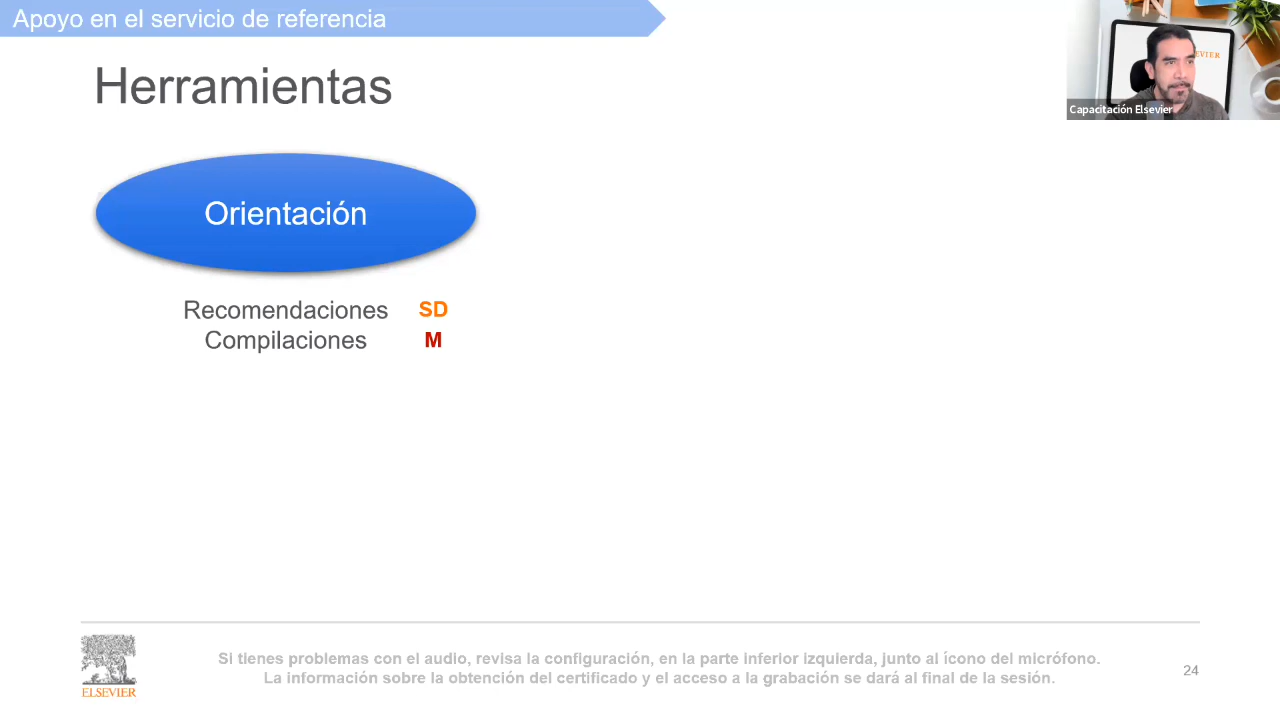 Apoyo en el servicio de referencia
Herramientas
EVIER
Capacitación Elsevier
Orientación
Recomendaciones SD
Compilaciones M
ELSEVIER
Si tienes problemas con el audio, revisa la configuración, en la parte inferior izquierda, junto al ícono del micrófono.
La información sobre la obtención del certificado y el acceso a la grabación se dará al final de la sesión.
24